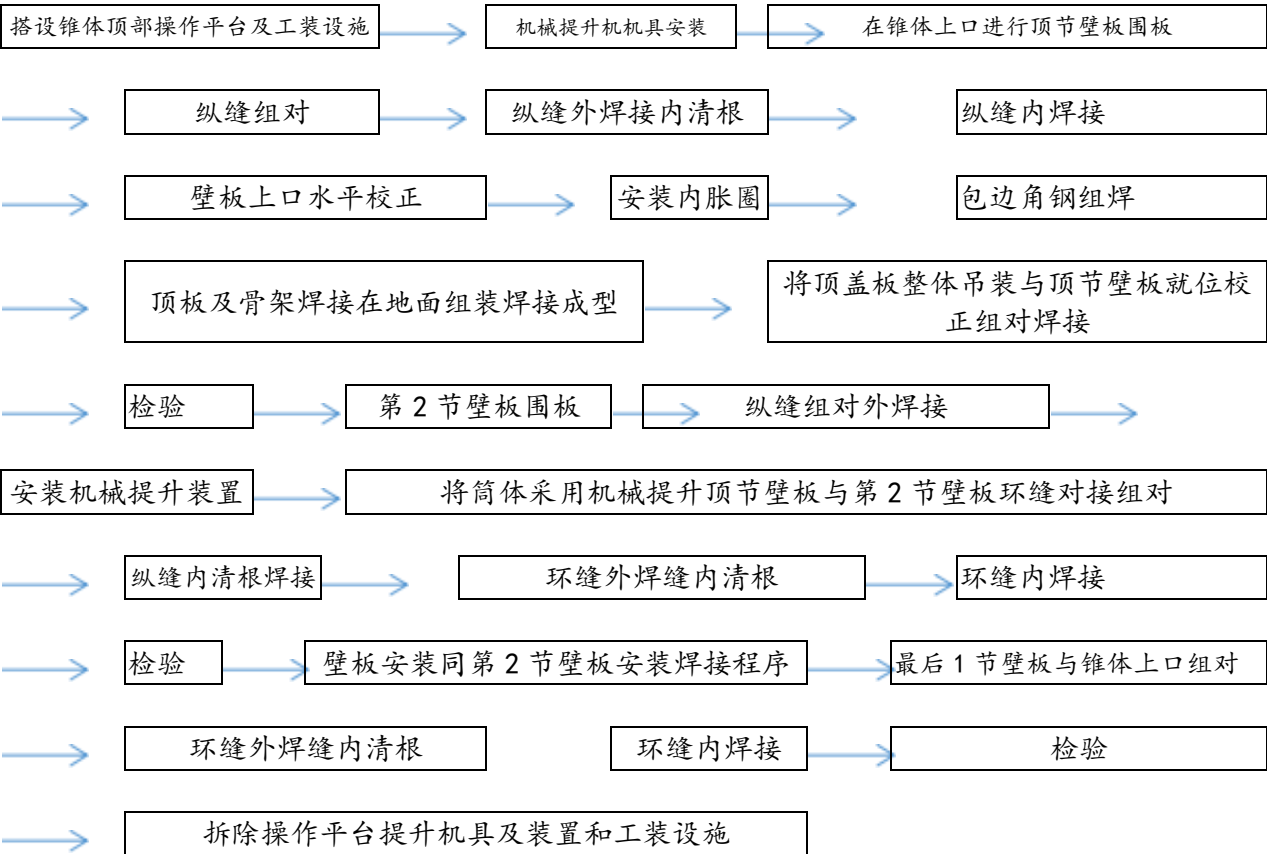 搭设锥体顶部操作平台及工装设施 机械提升机机具安装 在锥体上口进行顶节壁板围板
纵缝组对 纵缝外焊接内清根 纵缝内焊接
壁板上口水平校正 安装内胀圈 包边角钢组焊
顶板及骨架焊接在地面组装焊接成型 将顶盖板整体吊装与顶节壁板就位校
正组对焊接
检验 第2节壁板围板 纵缝组对外焊接
安装机械提升装置 将筒体采用机械提升顶节壁板与第2节壁板环缝对接组对
纵缝内清根焊接 环缝外焊缝内清根 环缝内焊接
检验 壁板安装同第2节壁板安装焊接程序 最后1节壁板与锥体上口组对
环缝外焊缝内清根 环缝内焊接 检验
拆除操作平台提升机具及装置和工装设施